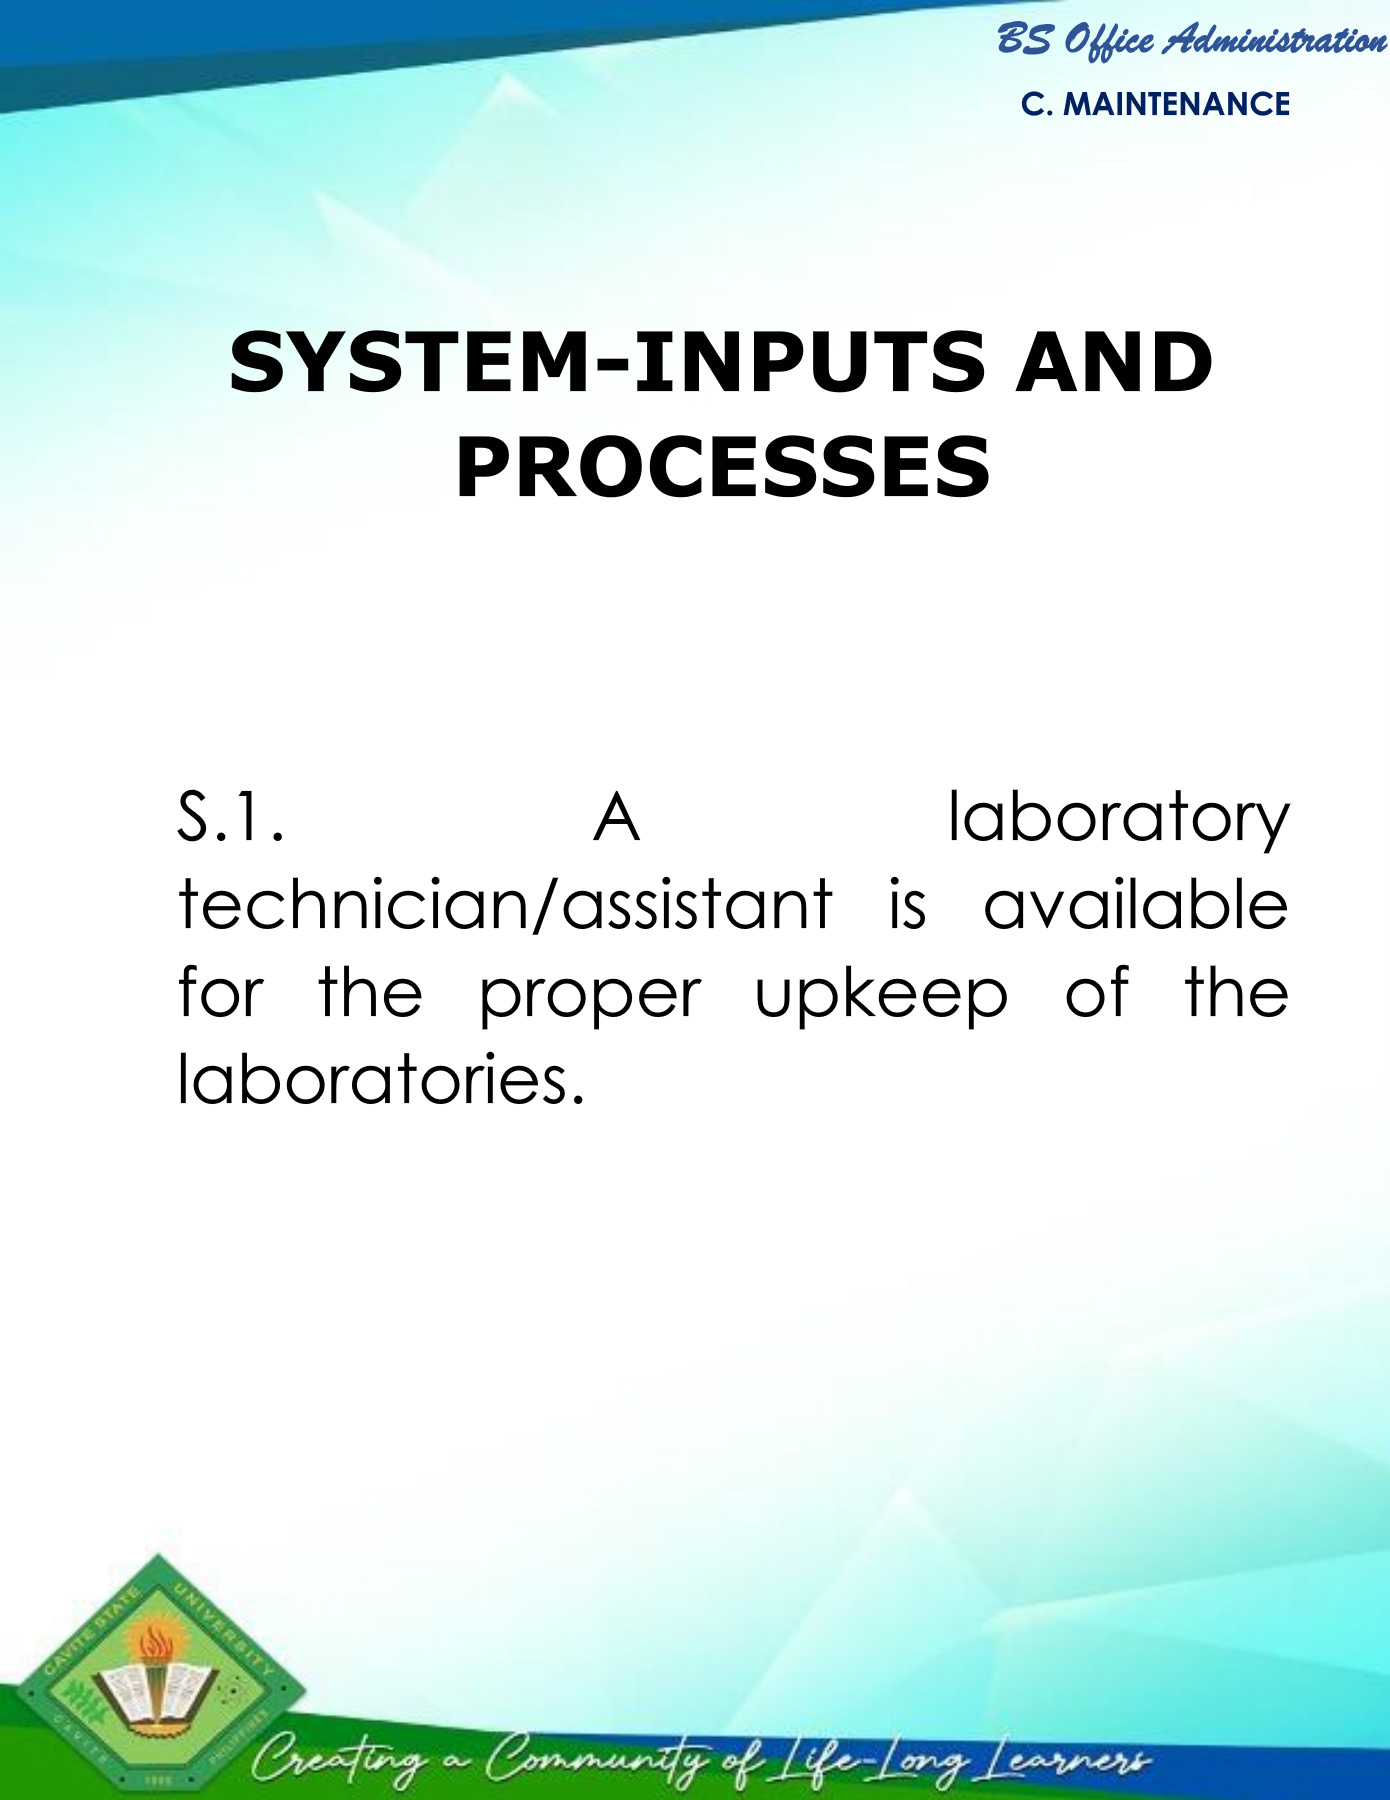 BS Office Administration
C. MAINTENANCE
SYSTEM-INPUTS AND
PROCESSES
S.1. A laboratory
technician/assistant is available
for the proper upkeep of the
laboratories.
CAVITE STATE UNIVERSITY
CAVITE PHILIPPINES
1906
Creating a Community of Life-Long Learners